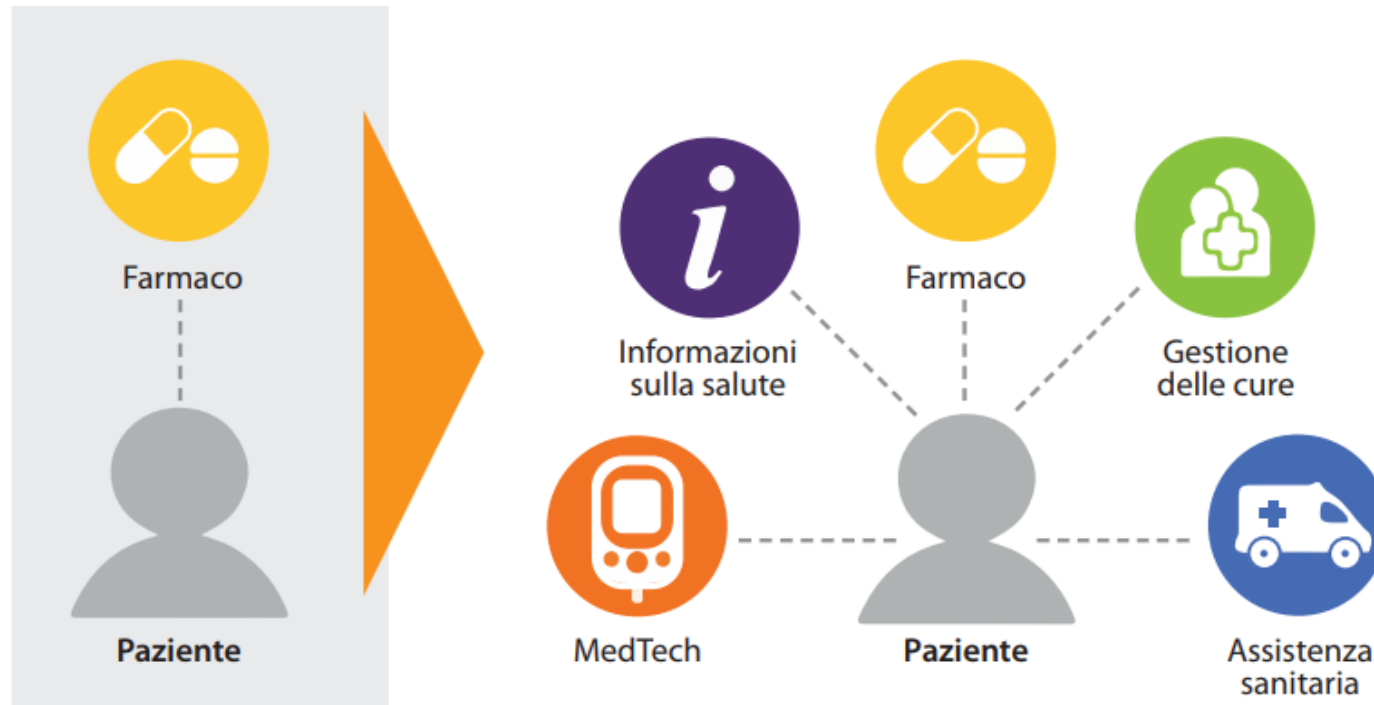 Farmaco
Paziente
Farmaco
Informazioni
sulla salute
Gestione
delle cure
MedTech
Paziente
Assistenza
sanitaria